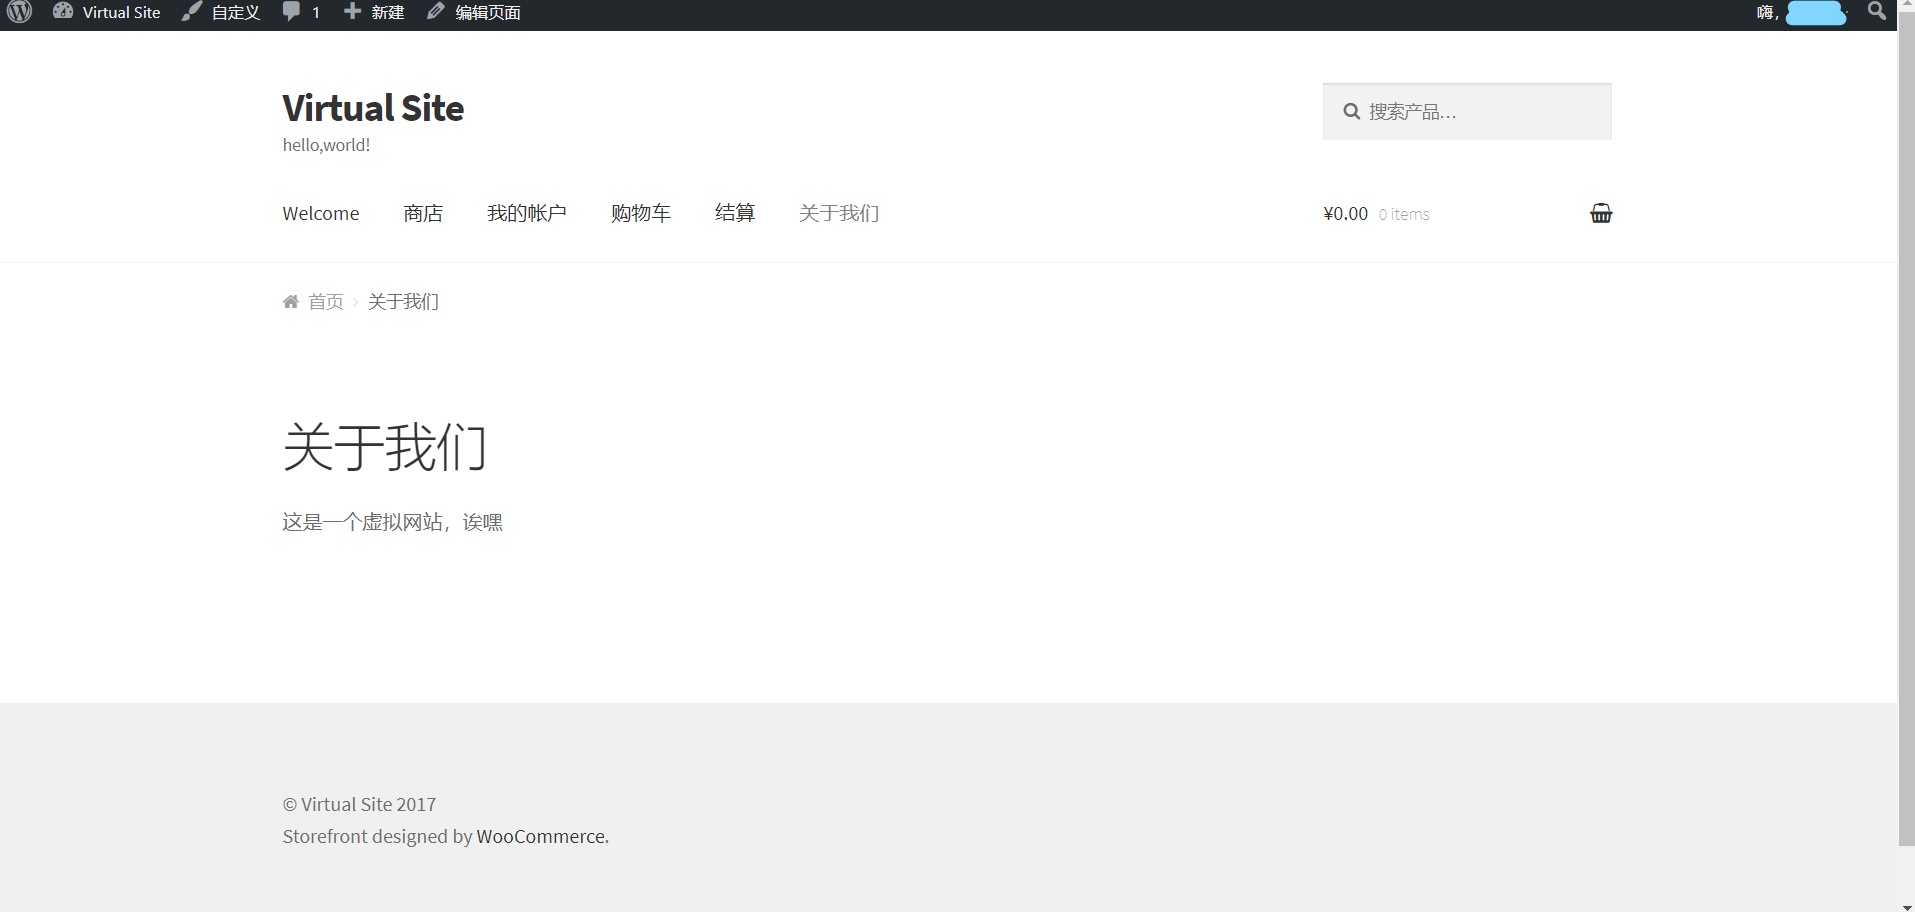 Virtual Site 自定义 1 新建 编辑页面 嗨,
Virtual Site
hello,world!
搜索产品…
Welcome 商店 我的帐户 购物车 结算 关于我们 ¥0.00 0 items
首页 › 关于我们
关于我们
这是一个虚拟网站，诶嘿
© Virtual Site 2017
Storefront designed by WooCommerce.